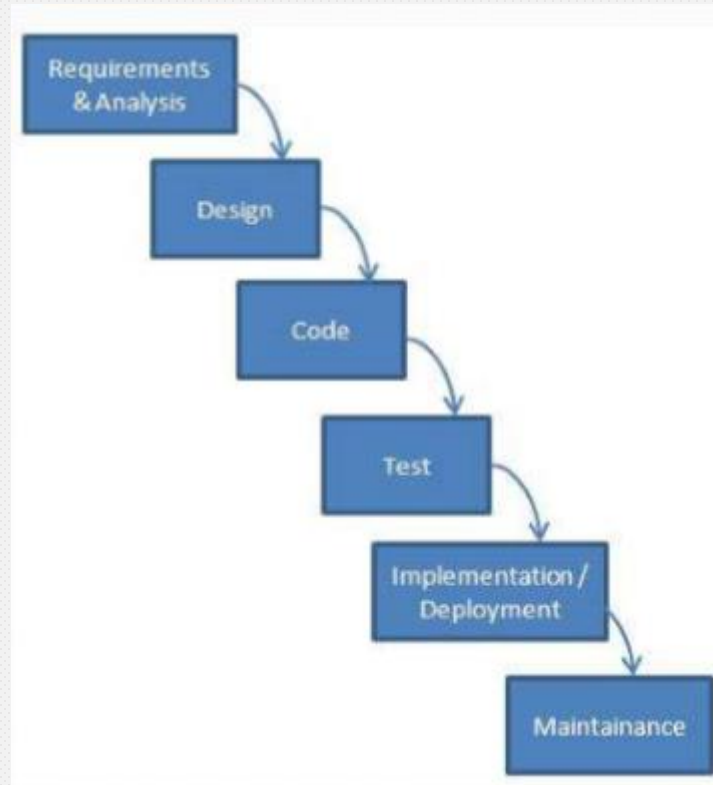 Requirements
& Analysis
Design
Code
Test
Implementation /
Deployment
Maintainance